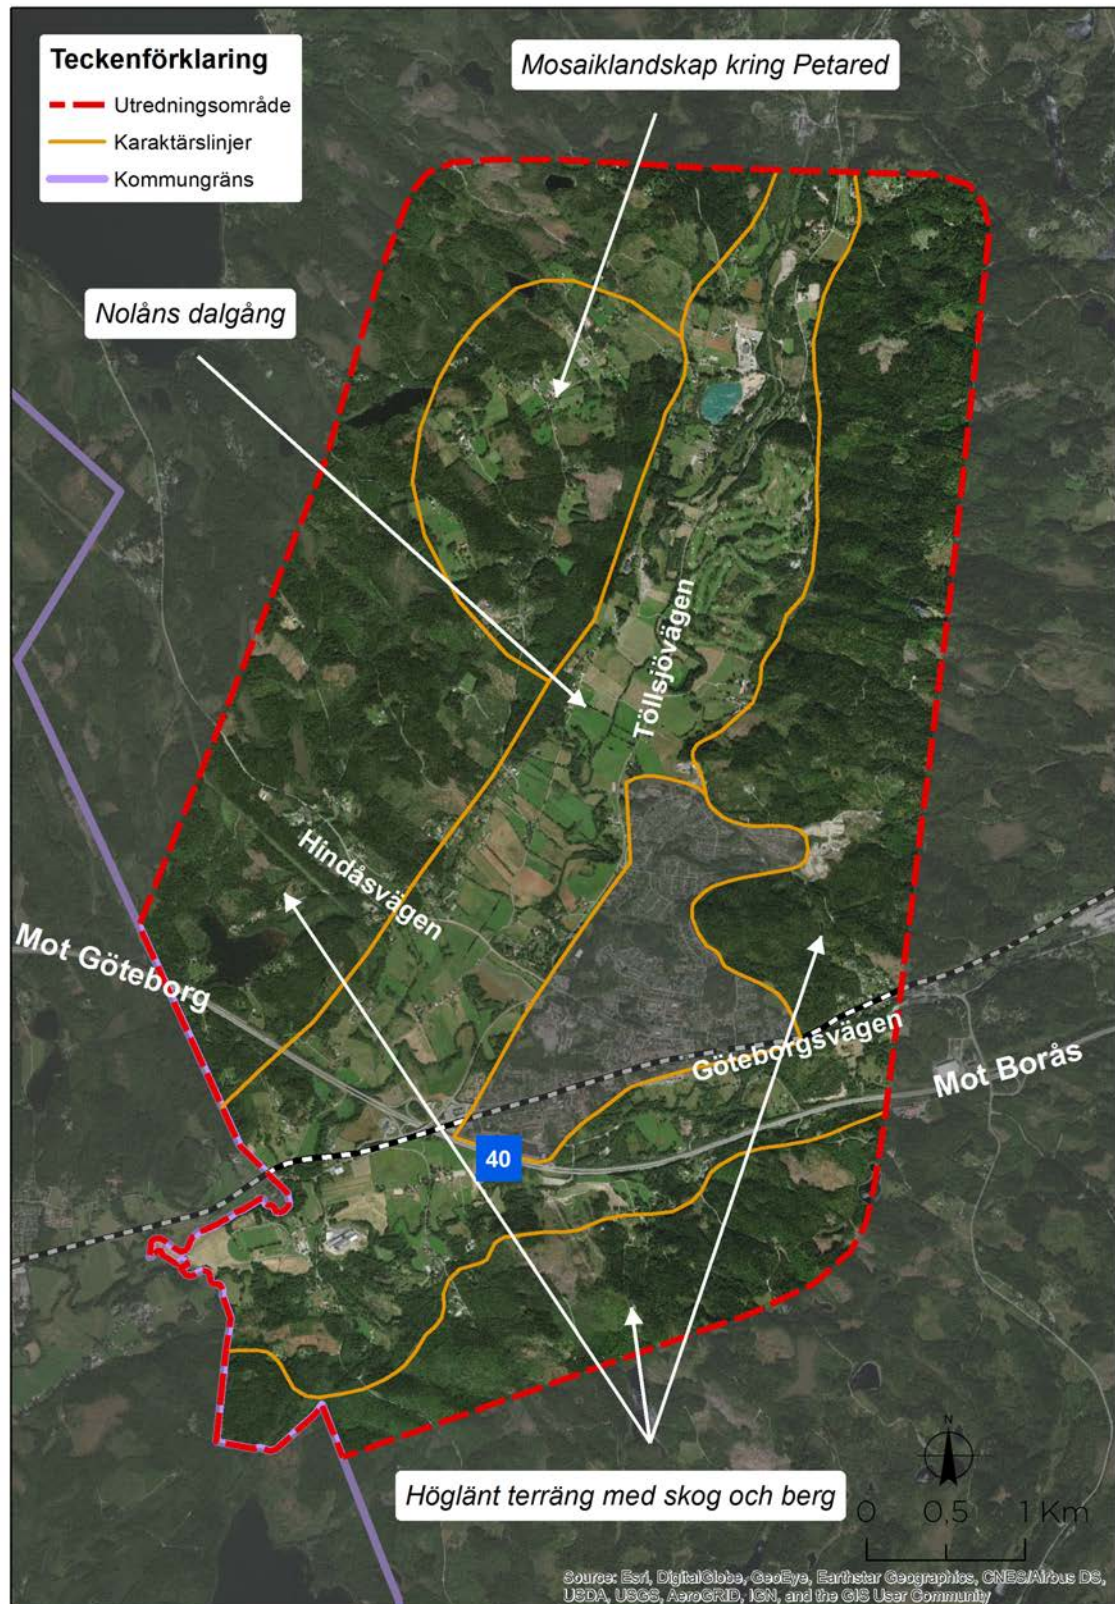 Teckenförklaring
Utredningsområde
Karaktärslinjer
Kommungräns
Mosaiklandskap kring Petared
Nolåns dalgång
Töllsjövägen
Hindåsvägen
Mot Göteborg
Göteborgsvägen
Mot Borås
40
Höglänt terräng med skog och berg
N
0 0,5 1 Km
Source: Esri, DigitalGlobe, GeoEye, Earthstar Geographics, CNES/Airbus DS,
USDA, USGS, AeroGRID, IGN, and the GIS User Community